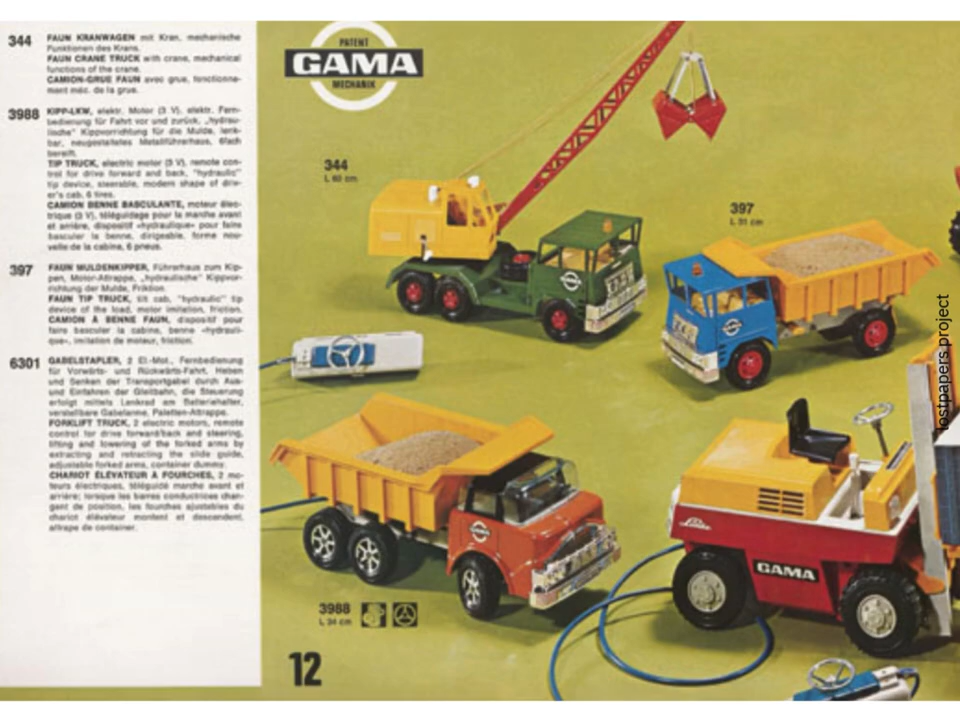 344 FAUN KRANWAGEN mit Kran, mechanische
Funktionen des Krans.
FAUN CRANE TRUCK with crane, mechanical
functions of the crane.
CAMION-GRUE FAUN avec grue, fonctionne-
ment méc. de la grue.
3988 KIPP-LKW, elektr. Motor (3 V), elektr. Fern-
bedienung für Fahrt vor und zurück, „hydrau-
lische" Kippvorrichtung für die Mulde, lenk-
bar, neugestaltetes Metallführerhaus, 6fach
bereift.
TIP TRUCK, electric motor (3 V), remote con-
trol for drive forward and back, "hydraulic"
tip device, steerable, modern shape of driv-
er's cab, 6 tires.
CAMION BENNE BASCULANTE, moteur élec-
trique (3 V), téléguidage pour la marche avant
et arrière, dispositif «hydraulique» pour faire
basculer la benne, dirigeable, forme nou-
velle de la cabine, 6 pneus.
397 FAUN MULDENKIPPER, Führerhaus zum Kip-
pen, Motor-Attrappe, „hydraulische" Kippvor-
richtung der Mulde, Friktion.
FAUN TIP TRUCK, tilt cab, "hydraulic" tip
device of the load, motor imitation, friction.
CAMION À BENNE FAUN, dispositif pour
faire basculer la cabine, benne «hydrauli-
que», imitation de moteur, friction.
6301 GABELSTAPLER, 2 El.-Mot., Fernbedienung
für Vorwärts- und Rückwärts-Fahrt. Heben
und Senken der Transportgabel durch Aus-
und Einfahren der Gleitbahn, die Steuerung
erfolgt mittels Lenkrad am Batteriehalter,
verstellbare Gabelarme, Paletten-Attrappe.
FORKLIFT TRUCK, 2 electric motors, remote
control for drive forward/back and steering,
lifting and lowering of the forked arms by
extracting and retracting the slide guide,
adjustable forked arms, container dummy.
CHARIOT ÉLÉVATEUR À FOURCHES, 2 mo-
teurs électriques, téléguidé marche avant et
arrière; lorsque les barres conductrices chan-
gent de position, les fourches ajustables du
chariot élévateur montent et descendent,
attrape de container.
PATENT
GAMA
MECHANIK
344
L 60 cm
397
L 31 cm
3988
L 34 cm
GAMA
Linde
GAMA
12
lostpapers.project